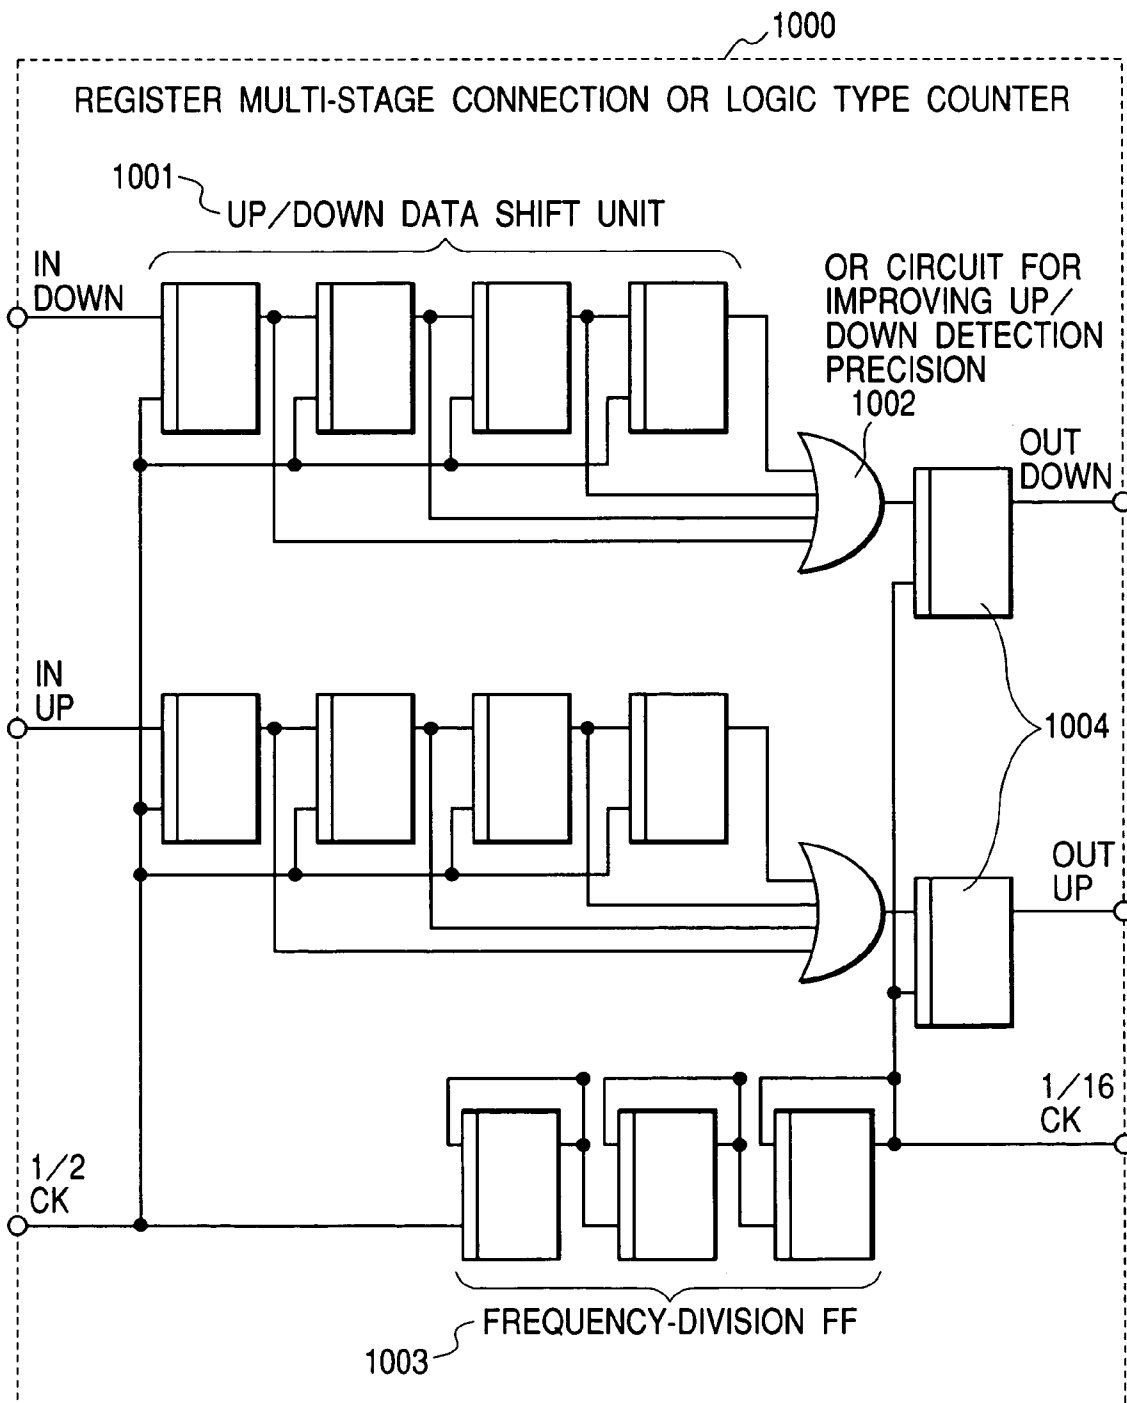 1000
REGISTER MULTI-STAGE CONNECTION OR LOGIC TYPE COUNTER
1001
UP/DOWN DATA SHIFT UNIT
IN
DOWN
OR CIRCUIT FOR
IMPROVING UP/
DOWN DETECTION
PRECISION
1002
OUT
DOWN
IN
UP
1004
OUT
UP
1/16
CK
1/2
CK
FREQUENCY-DIVISION FF
1003